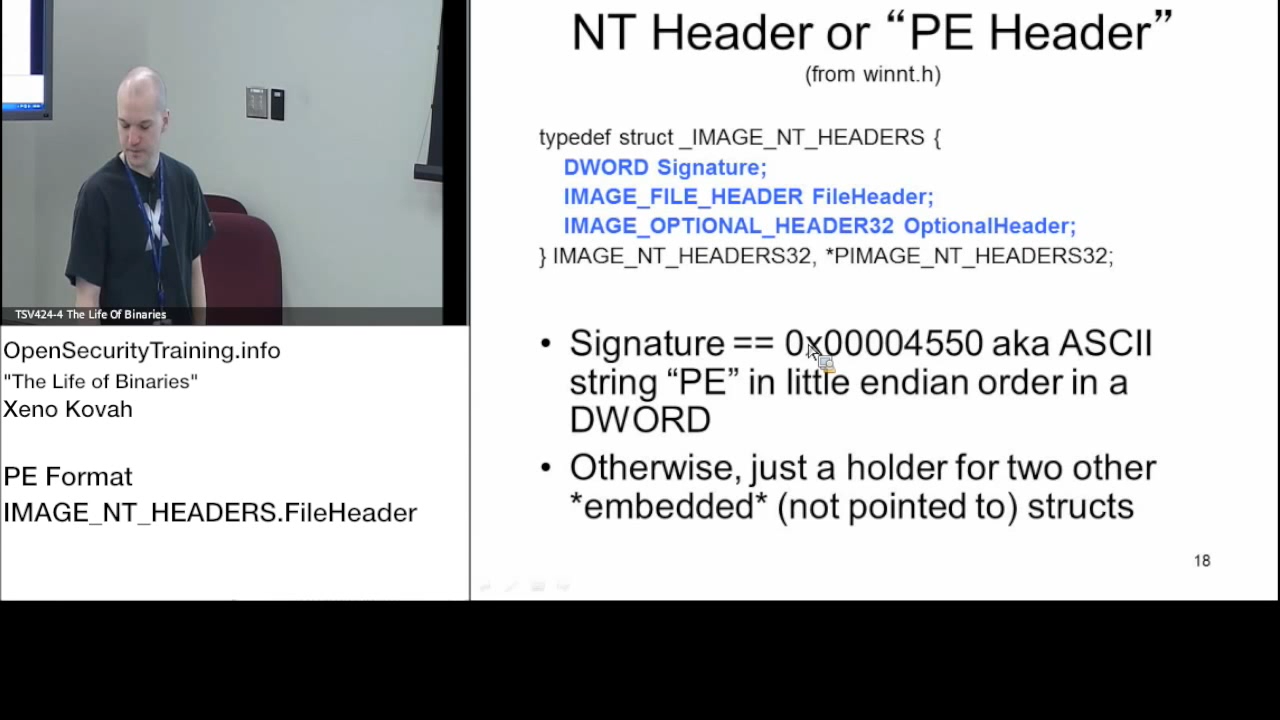 TSV424-4 The Life Of Binaries
OpenSecurityTraining.info
"The Life of Binaries"
Xeno Kovah
PE Format
IMAGE_NT_HEADERS.FileHeader
NT Header or “PE Header”
(from winnt.h)
typedef struct _IMAGE_NT_HEADERS {
DWORD Signature;
IMAGE_FILE_HEADER FileHeader;
IMAGE_OPTIONAL_HEADER32 OptionalHeader;
} IMAGE_NT_HEADERS32, *PIMAGE_NT_HEADERS32;
• Signature == 0x00004550 aka ASCII
string “PE” in little endian order in a
DWORD
• Otherwise, just a holder for two other
*embedded* (not pointed to) structs
18